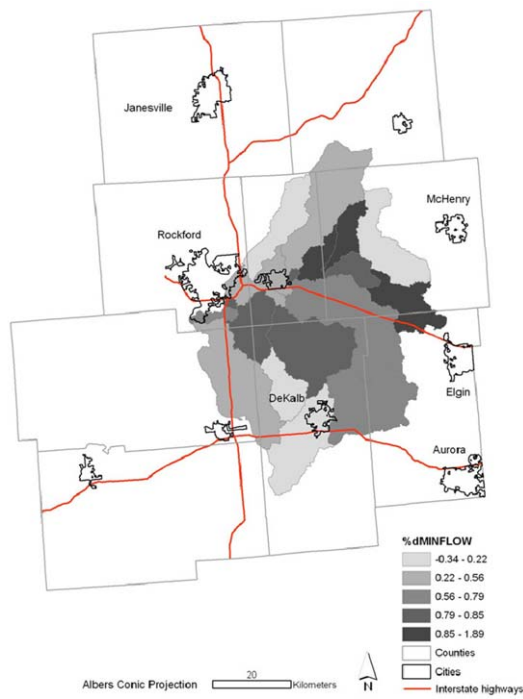 Janesville
McHenry
Rockford
Elgin
DeKalb
Aurora
%dMINFLOW
-0.34 - 0.22
0.22 - 0.56
0.56 - 0.79
0.79 - 0.85
0.85 - 1.89
Counties
Cities
Interstate highways
Albers Conic Projection
20
Kilometers
N